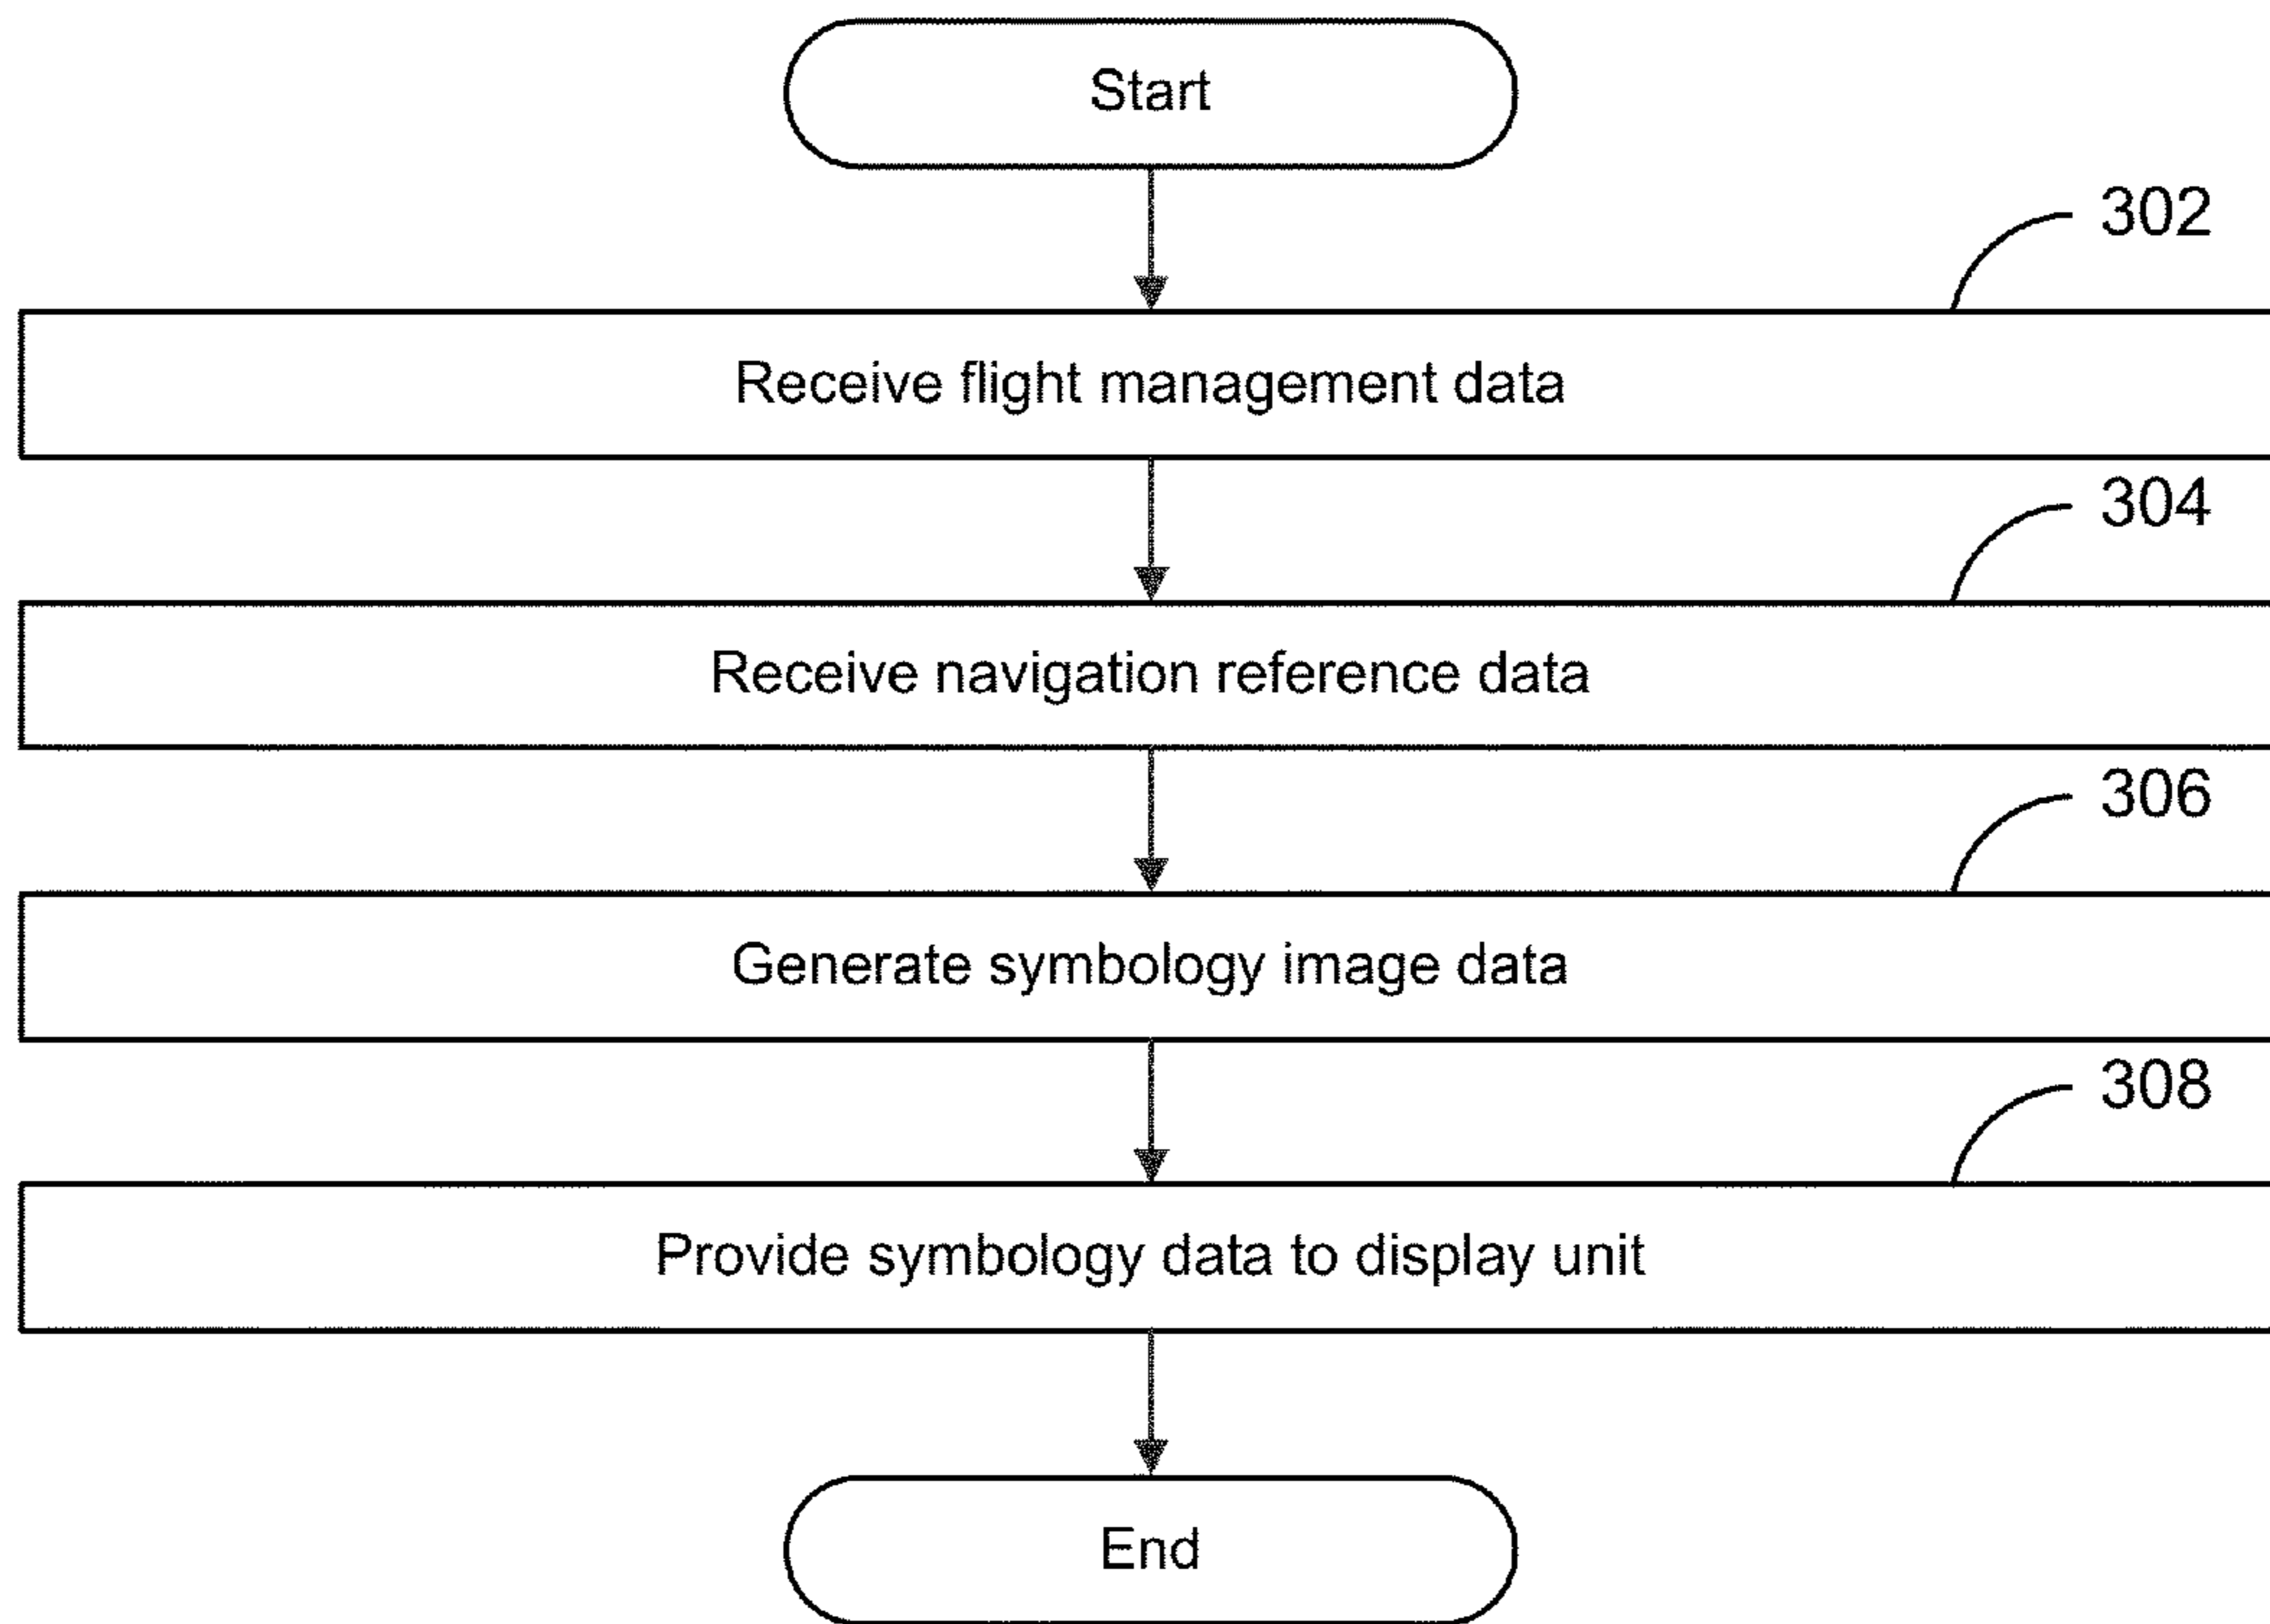 Start
302
Receive flight management data
304
Receive navigation reference data
306
Generate symbology image data
308
Provide symbology data to display unit
End